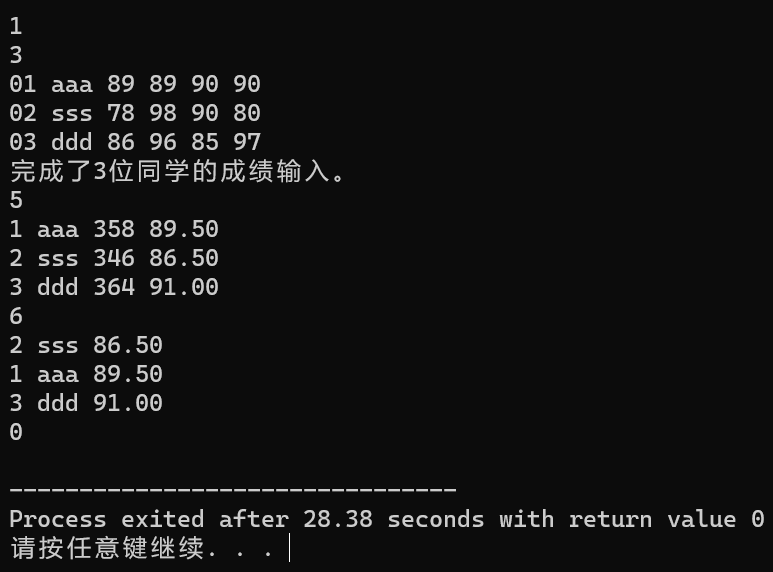 1
3
01 aaa 89 89 90 90
02 sss 78 98 90 80
03 ddd 86 96 85 97
完成了3位同学的成绩输入。
5
1 aaa 358 89.50
2 sss 346 86.50
3 ddd 364 91.00
6
2 sss 86.50
1 aaa 89.50
3 ddd 91.00
0
--------------------------------
Process exited after 28.38 seconds with return value 0
请按任意键继续. . .